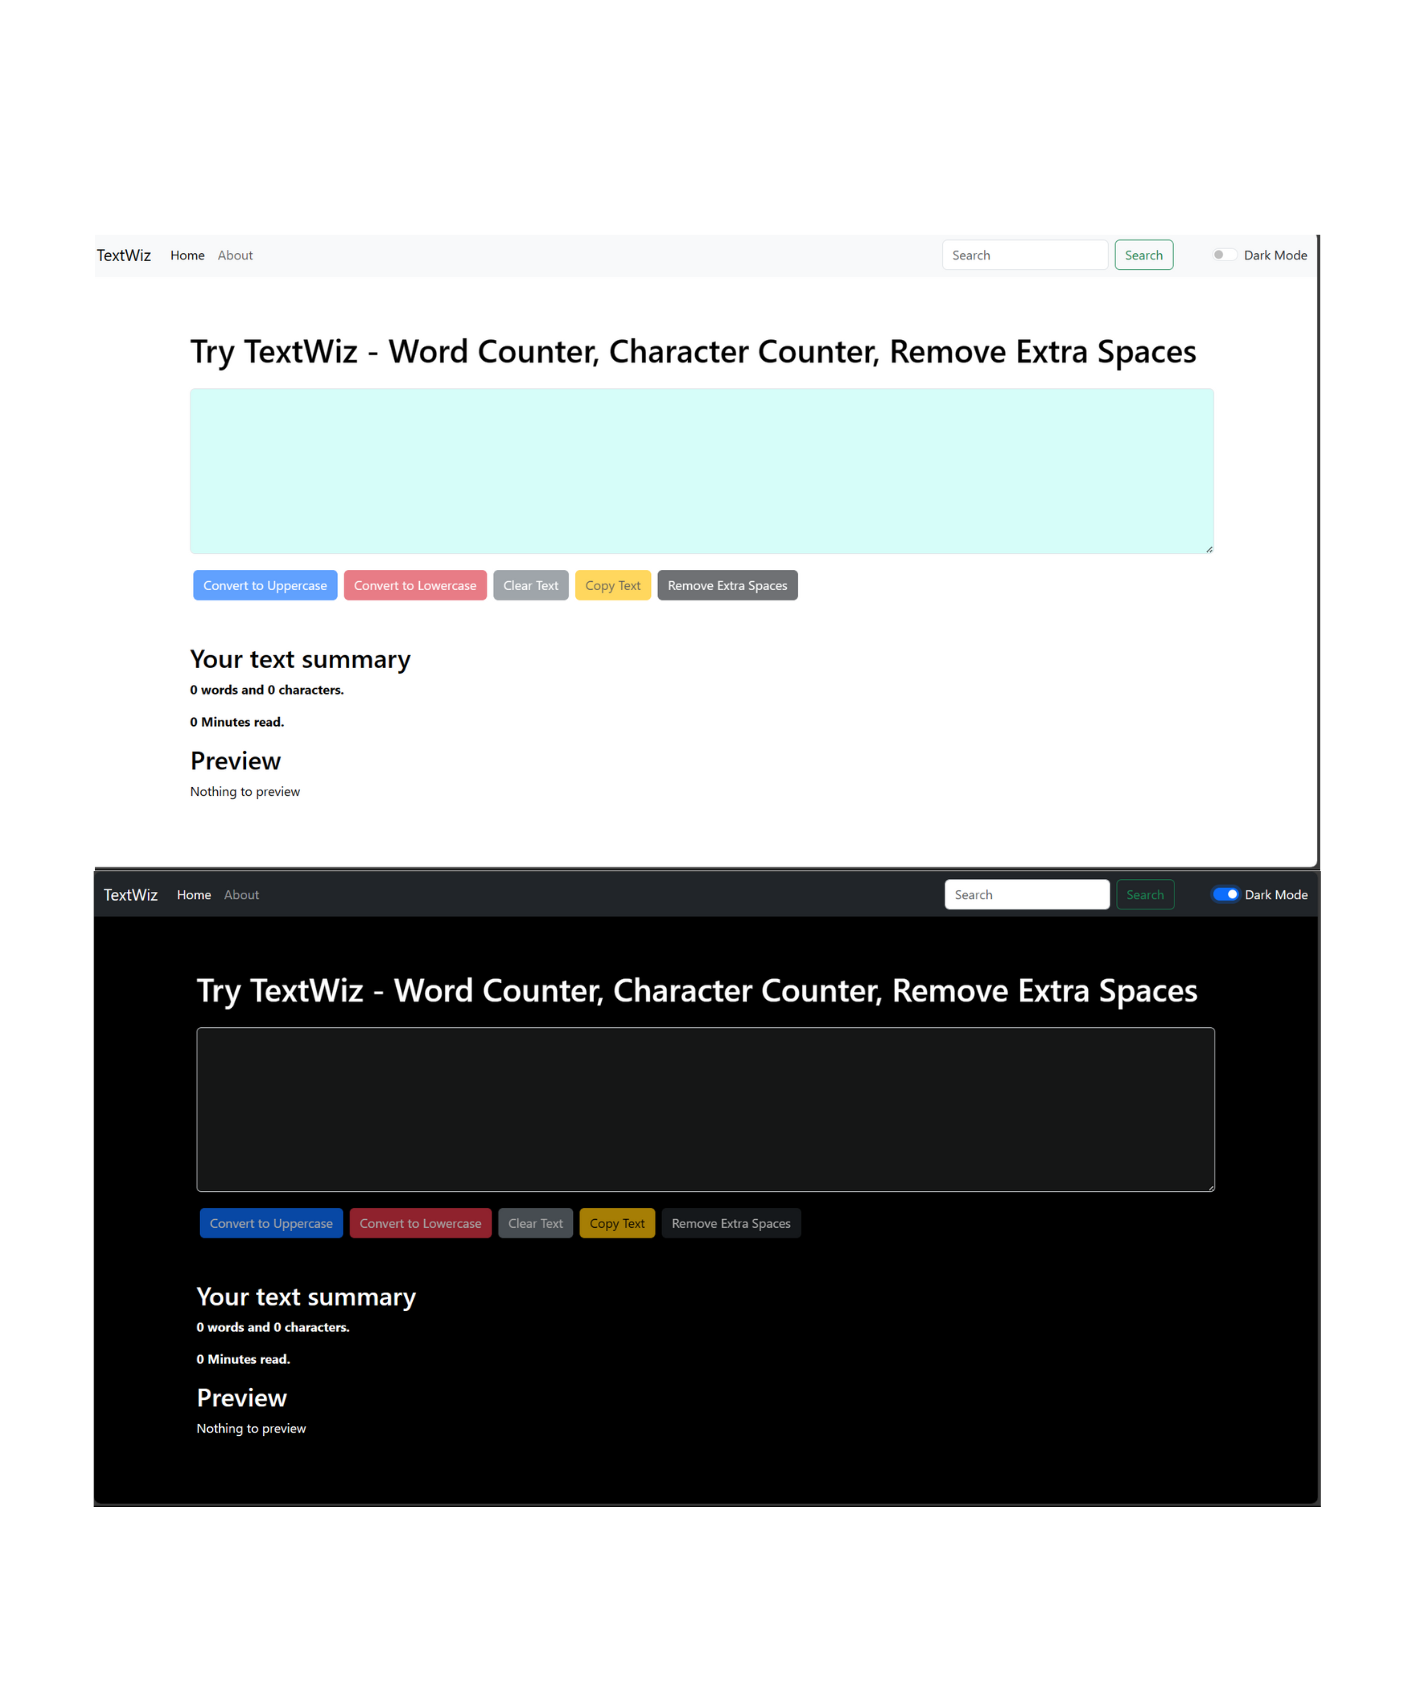 TextWiz Home About Search Search Dark Mode
Try TextWiz - Word Counter, Character Counter, Remove Extra Spaces
Convert to Uppercase Convert to Lowercase Clear Text Copy Text Remove Extra Spaces
Your text summary
0 words and 0 characters.
0 Minutes read.
Preview
Nothing to preview
TextWiz Home About Search Search Dark Mode
Try TextWiz - Word Counter, Character Counter, Remove Extra Spaces
Convert to Uppercase Convert to Lowercase Clear Text Copy Text Remove Extra Spaces
Your text summary
0 words and 0 characters.
0 Minutes read.
Preview
Nothing to preview